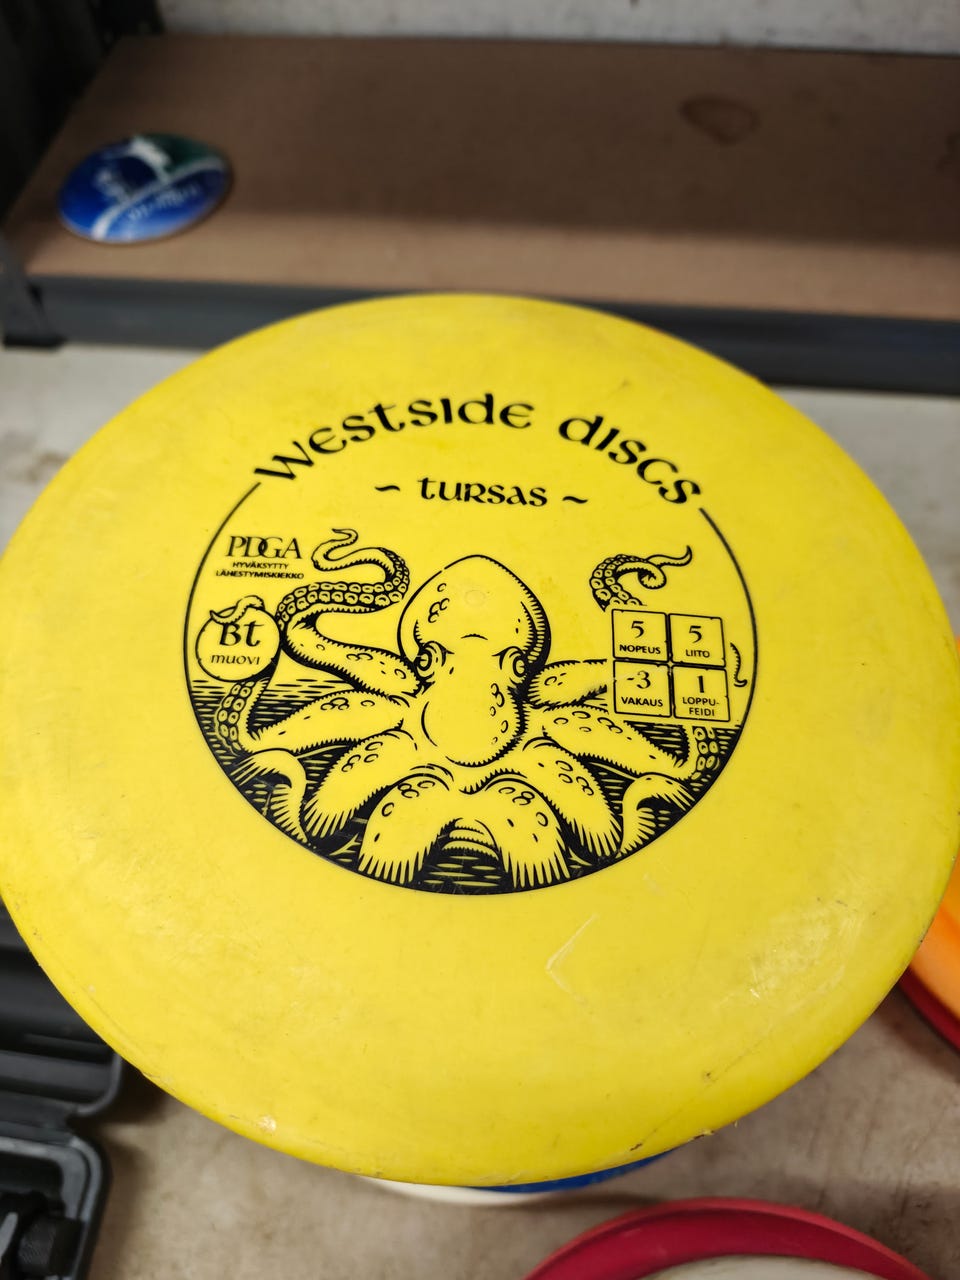 westside discs
~ tursas ~
PDGA
HYVÄKSYTTY
LÄHESTYMISKIEKKO
Bt
muovi
5
NOPEUS
5
LIITO
-3
VAKAUS
1
LOPPU-
FEIDI